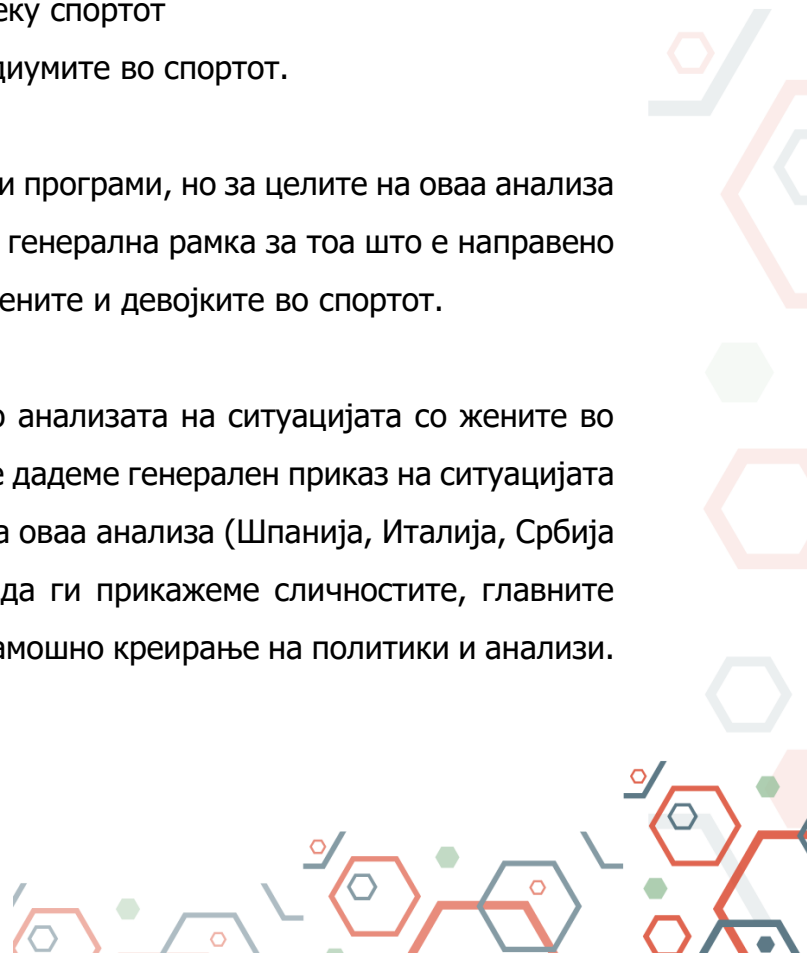 еку спортот
диумите во спортот.
и програми, но за целите на оваа анализа
генерална рамка за тоа што е направено
ените и девојките во спортот.
анализата на ситуацијата со жените во
дадеме генерален приказ на ситуацијата
а оваа анализа (Шпанија, Италија, Србија
да ги прикажеме сличностите, главните
амошно креирање на политики и анализи.